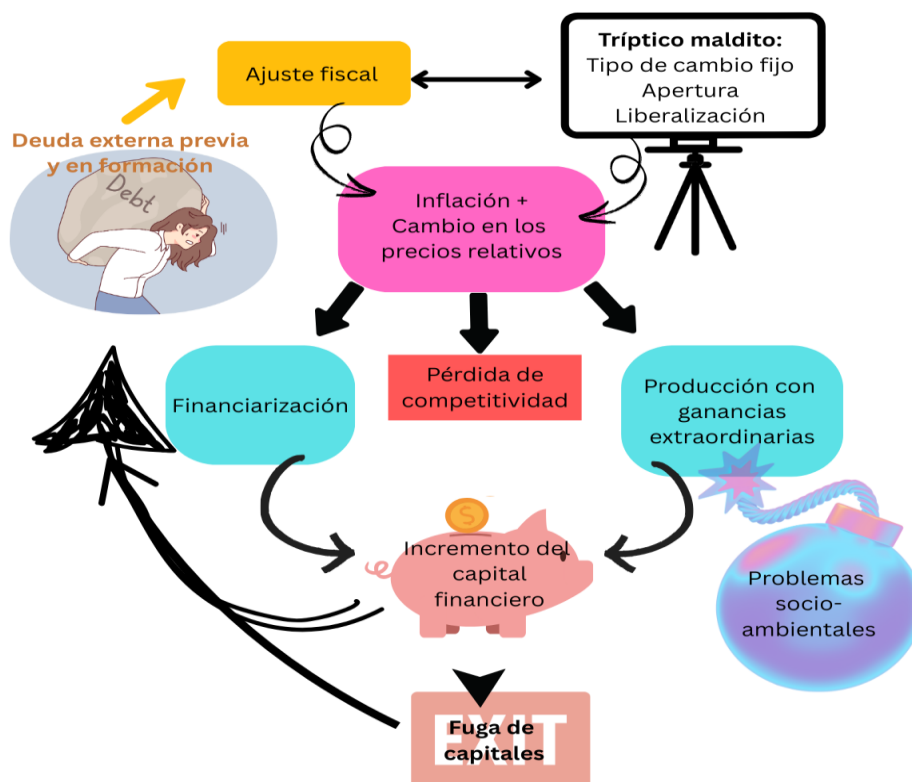 Ajuste fiscal
Tríptico maldito:
Tipo de cambio fijo
Apertura
Liberalización
Deuda externa previa
y en formación
Debt
Inflación +
Cambio en los
precios relativos
Financiarización
Pérdida de
competitividad
Producción con
ganancias
extraordinarias
$
Incremento del
capital
financiero
Problemas
socio-
ambientales
EXIT
Fuga de
capitales